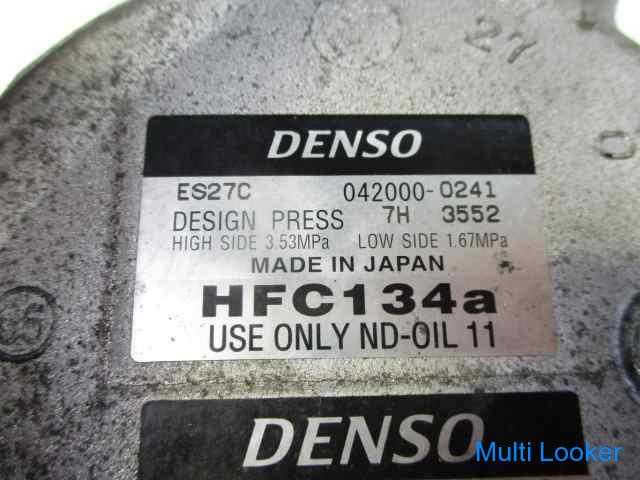 27
DENSO
ES27C 042000-0241
DESIGN PRESS 7H 3552
HIGH SIDE 3.53MPa LOW SIDE 1.67MPa
MADE IN JAPAN
HFC134a
USE ONLY ND-OIL 11
DENSO
Multi Looker